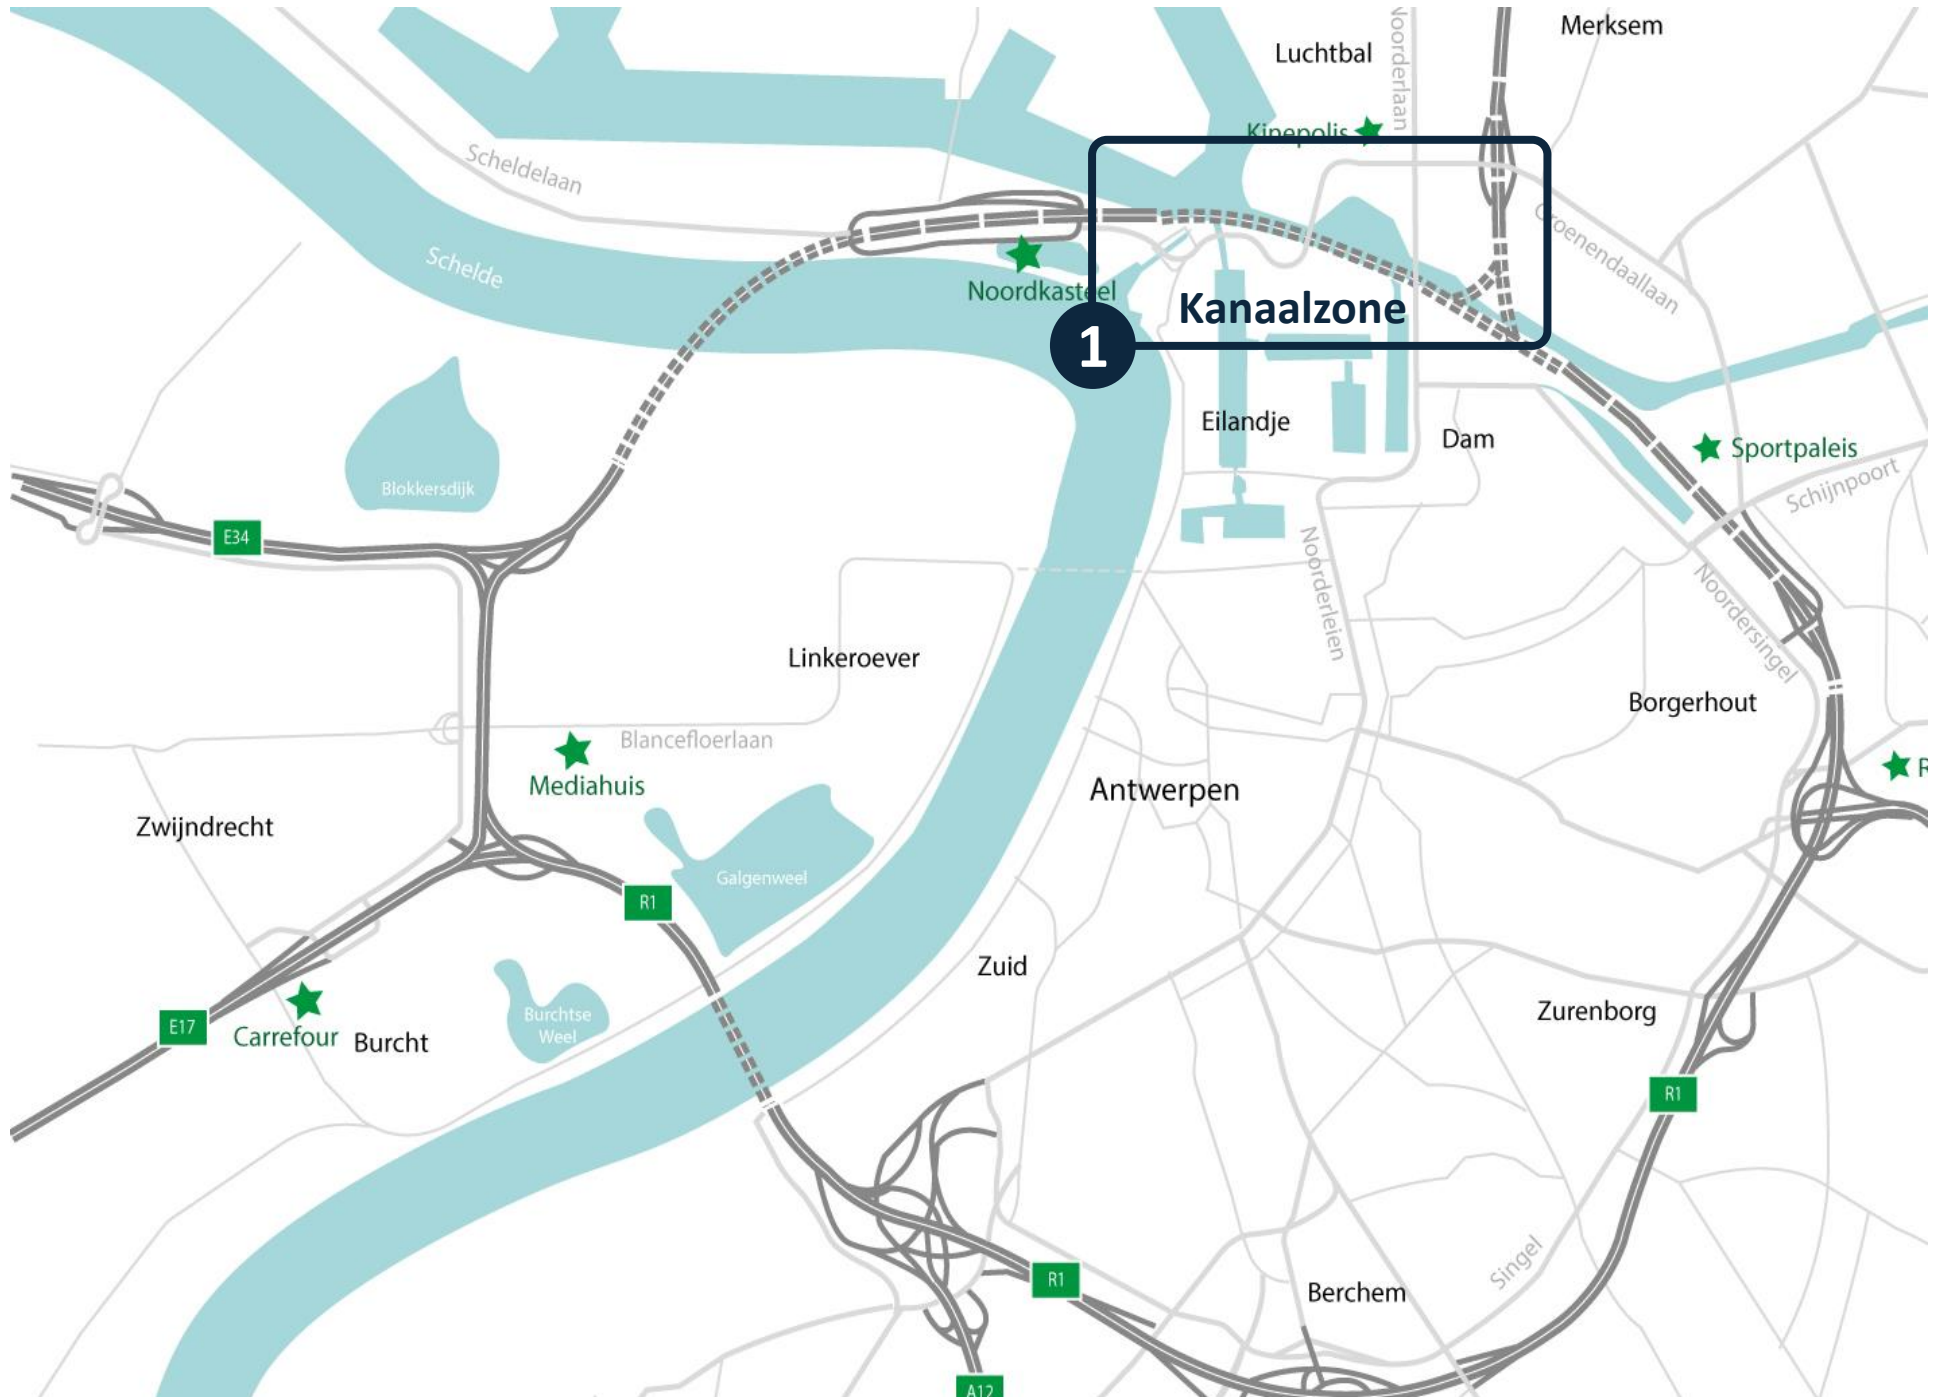 Merksem
Luchtbal
Noorderlaan
Kinepolis
Scheldelaan
Groenendaallaan
Schelde
Noordkasteel
Kanaalzone
1
Eilandje
Dam
Sportpaleis
Schijnpoort
Blokkersdijk
E34
Noorderleien
Noordersingel
Linkeroever
Borgerhout
Blancefloerlaan
Mediahuis
R
Antwerpen
Zwijndrecht
Galgenweel
R1
Zuid
Zurenborg
Burchtse
Weel
E17
Carrefour
Burcht
R1
Singel
R1
Berchem
A12